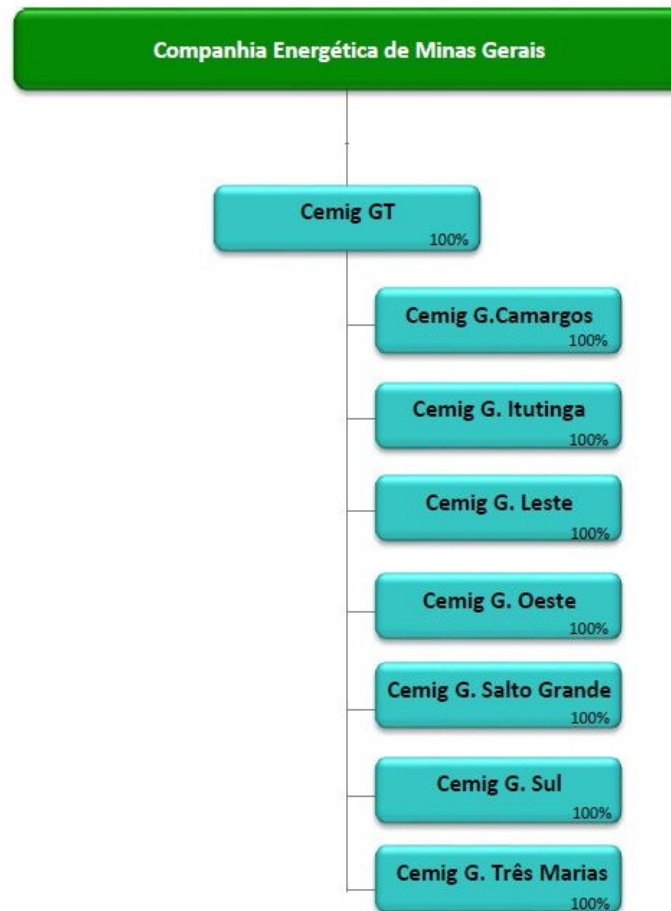 Companhia Energética de Minas Gerais
Cemig GT
100%
Cemig G.Camargos
100%
Cemig G. Itutinga
100%
Cemig G. Leste
100%
Cemig G. Oeste
100%
Cemig G. Salto Grande
100%
Cemig G. Sul
100%
Cemig G. Três Marias
100%